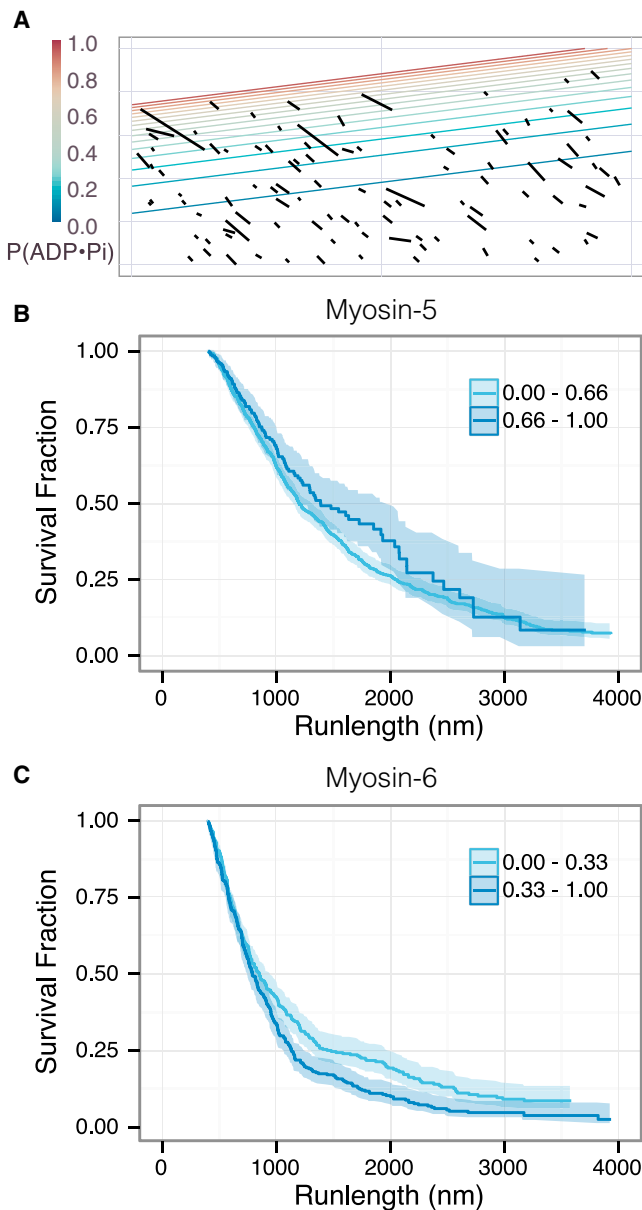 A
1.0
0.8
0.6
0.4
0.2
0.0
P(ADP•Pi)
B
Myosin-5
1.00
0.75
0.50
0.25
0.00
Survival Fraction
0.00 - 0.66
0.66 - 1.00
0 1000 2000 3000 4000
Runlength (nm)
C
Myosin-6
1.00
0.75
0.50
0.25
0.00
Survival Fraction
0.00 - 0.33
0.33 - 1.00
0 1000 2000 3000 4000
Runlength (nm)